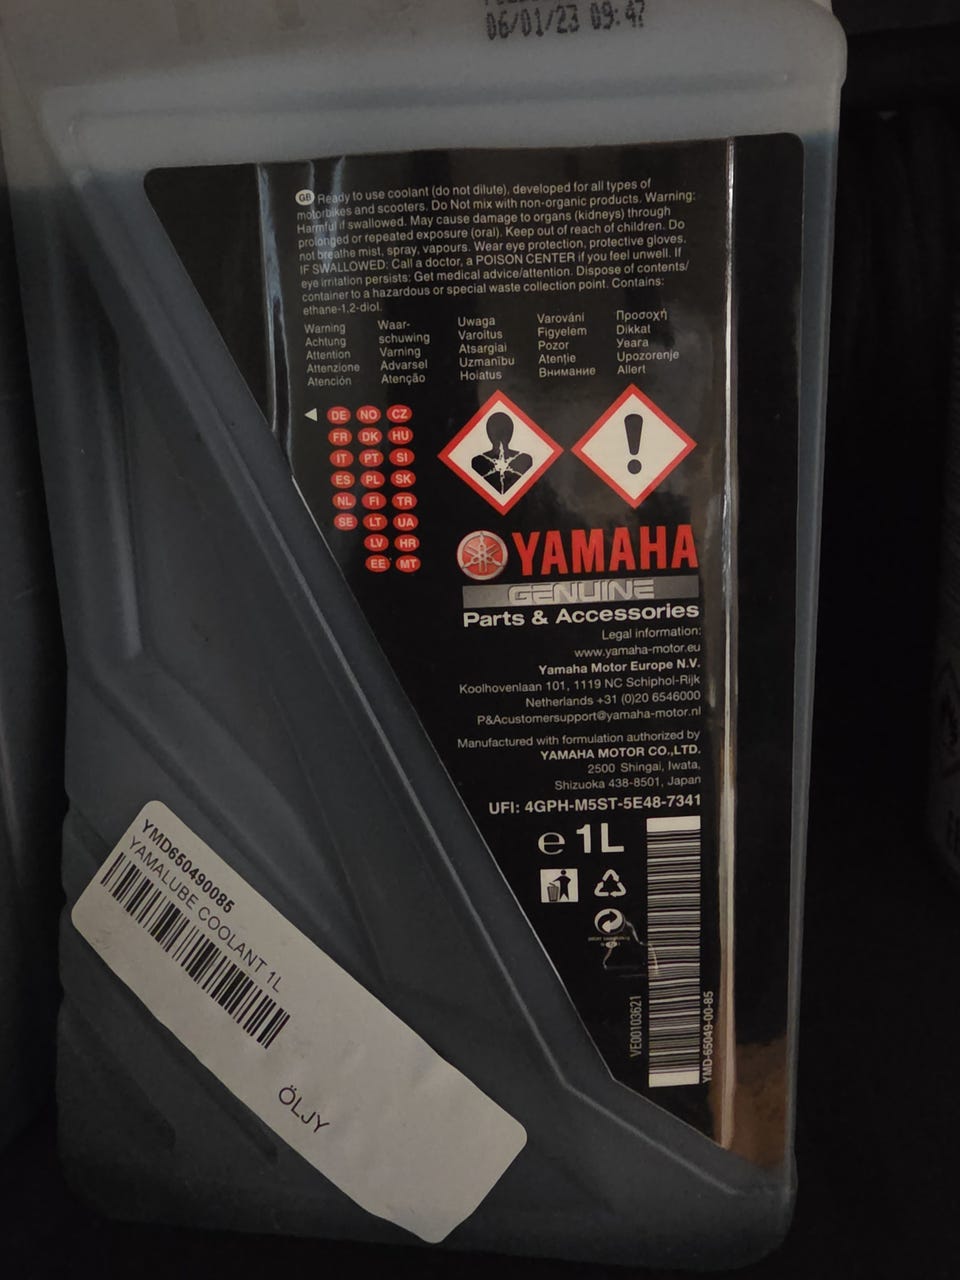 06/01/23 09:47
GB Ready to use coolant (do not dilute), developed for all types of
motorbikes and scooters. Do Not mix with non-organic products. Warning:
Harmful if swallowed. May cause damage to organs (kidneys) through
prolonged or repeated exposure (oral). Keep out of reach of children. Do
not breathe mist, spray, vapours. Wear eye protection, protective gloves.
IF SWALLOWED: Call a doctor, a POISON CENTER if you feel unwell. If
eye irritation persists: Get medical advice/attention. Dispose of contents/
container to a hazardous or special waste collection point. Contains:
ethane-1,2-diol.
Warning
Achtung
Attention
Attenzione
Atención
Waar-
schuwing
Varning
Advarsel
Atenção
Uwaga
Varoitus
Atsargiai
Uzmanību
Hoiatus
Varování
Figyelem
Pozor
Atenție
Внимание
Προσοχή
Dikkat
Увага
Upozorenje
Allert
DE NO CZ
FR DK HU
IT PT SI
ES PL SK
NL FI TR
SE LT UA
LV HR
EE MT
YAMAHA
GENUINE
Parts & Accessories
Legal information:
www.yamaha-motor.eu
Yamaha Motor Europe N.V.
Koolhovenlaan 101, 1119 NC Schiphol-Rijk
Netherlands +31 (0)20 6546000
P&Acustomersupport@yamaha-motor.nl
Manufactured with formulation authorized by
YAMAHA MOTOR CO.,LTD.
2500 Shingai, Iwata,
Shizuoka 438-8501, Japan
UFI: 4GPH-M5ST-5E48-7341
e 1L
VE00103621
YMD-65049-00-85
YMD650490085
YAMALUBE COOLANT 1L
ÖLJY